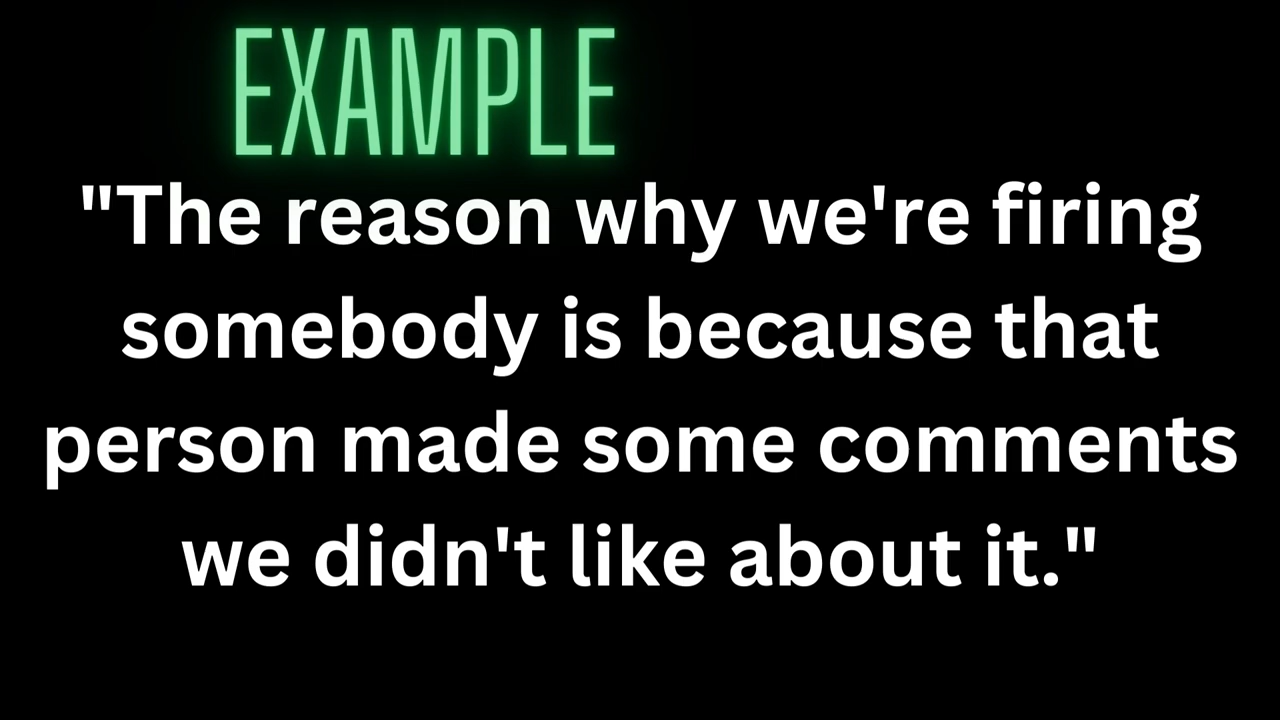 EXAMPLE
"The reason why we're firing
somebody is because that
person made some comments
we didn't like about it."